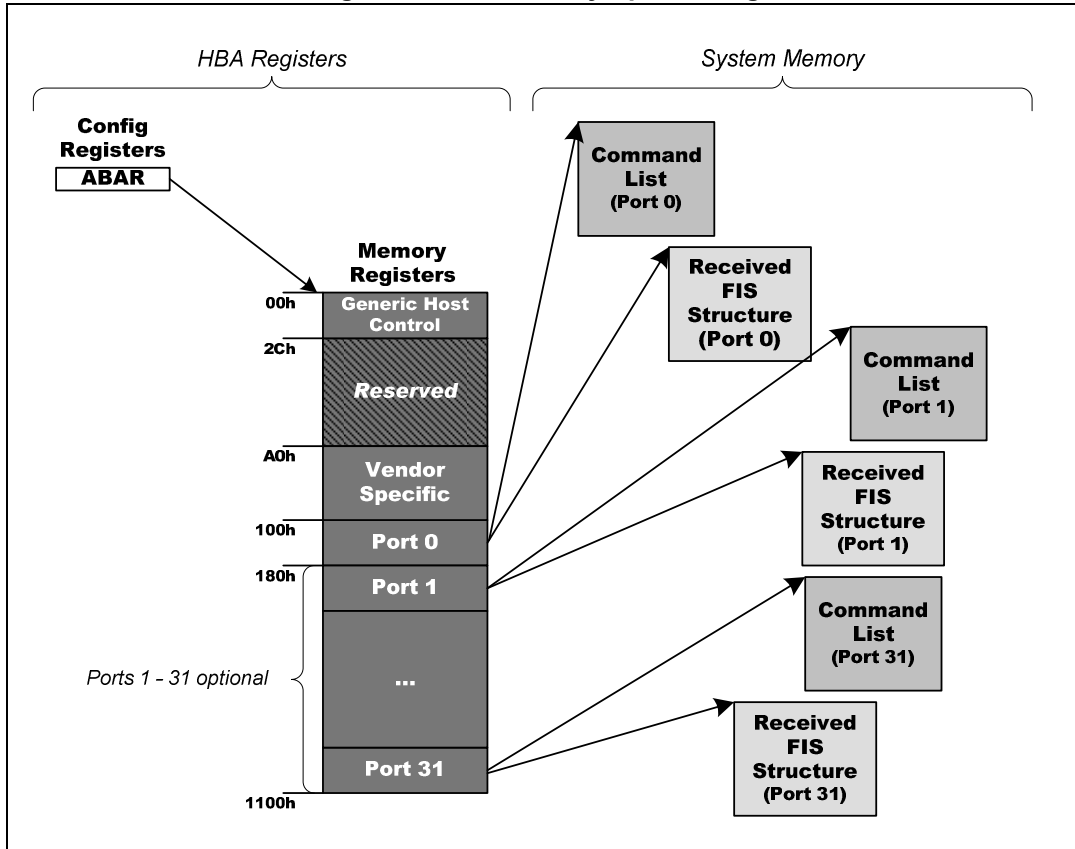 HBA Registers
System Memory
Config
Registers
ABAR
Memory
Registers
00h
Generic Host
Control
2Ch
Reserved
A0h
Vendor
Specific
100h
Port 0
180h
Port 1
Ports 1 - 31 optional
...
Port 31
1100h
Command
List
(Port 0)
Received
FIS
Structure
(Port 0)
Command
List
(Port 1)
Received
FIS
Structure
(Port 1)
Command
List
(Port 31)
Received
FIS
Structure
(Port 31)